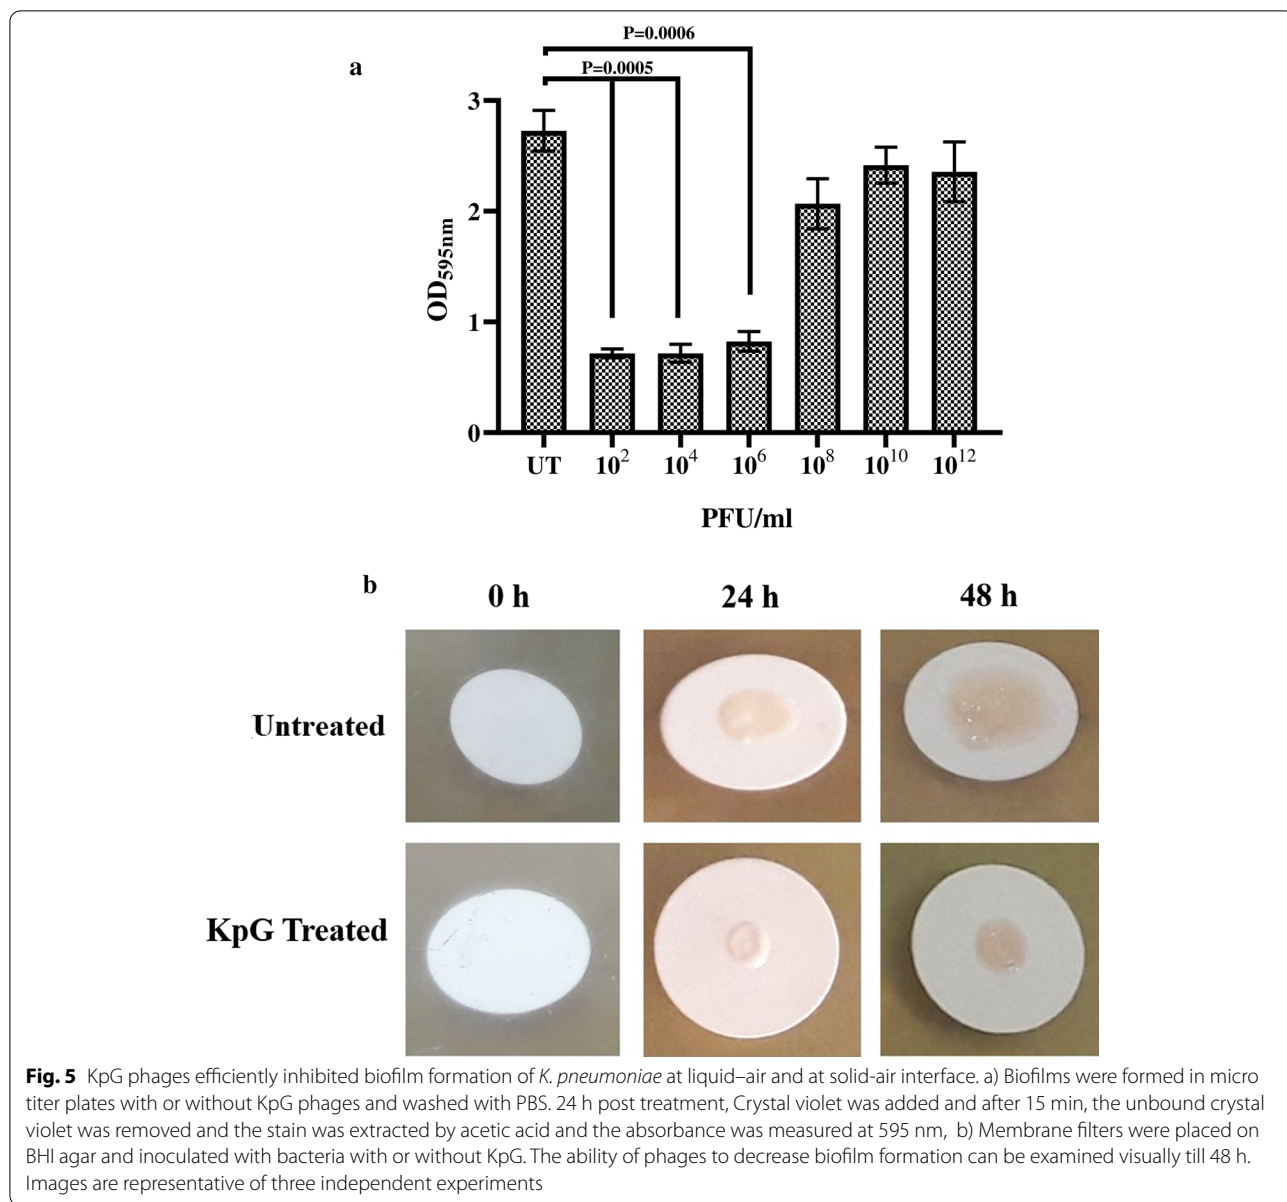 a
P=0.0006
P=0.0005
3
2
1
0
OD595nm
UT 10² 10⁴ 10⁶ 10⁸ 10¹⁰ 10¹²
PFU/ml
b
0 h 24 h 48 h
Untreated
KpG Treated
Fig. 5 KpG phages efficiently inhibited biofilm formation of K. pneumoniae at liquid–air and at solid-air interface. a) Biofilms were formed in micro
titer plates with or without KpG phages and washed with PBS. 24 h post treatment, Crystal violet was added and after 15 min, the unbound crystal
violet was removed and the stain was extracted by acetic acid and the absorbance was measured at 595 nm, b) Membrane filters were placed on
BHI agar and inoculated with bacteria with or without KpG. The ability of phages to decrease biofilm formation can be examined visually till 48 h.
Images are representative of three independent experiments